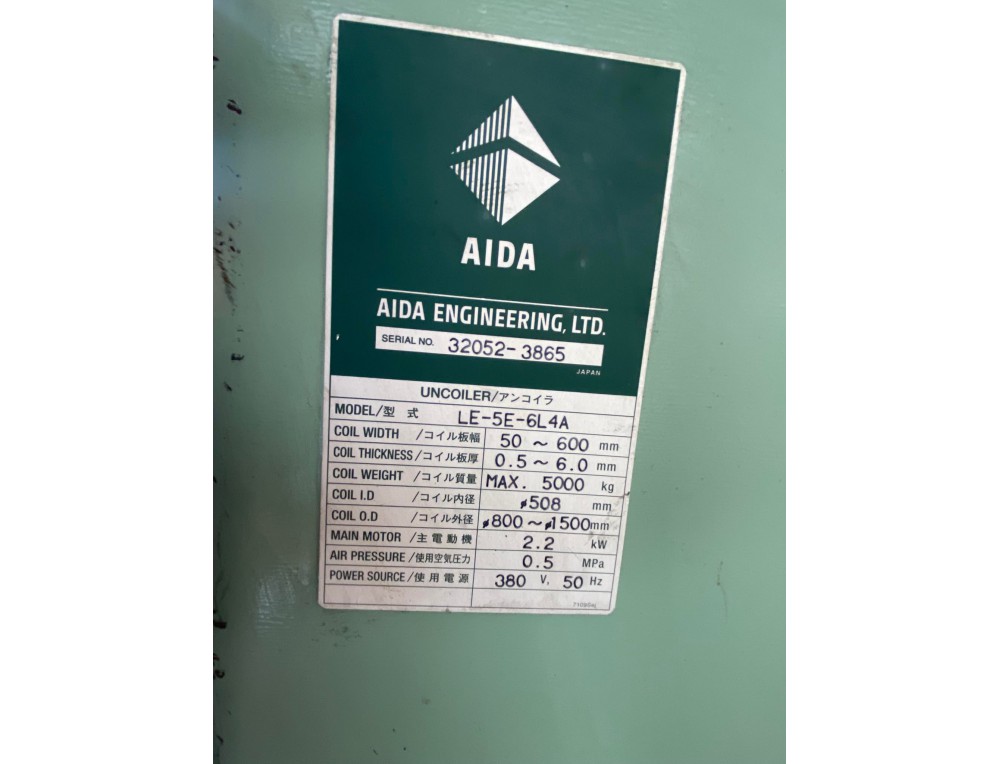 AIDA
AIDA ENGINEERING, LTD.
SERIAL NO. 32052-3865
JAPAN
UNCOILER/アンコイラ
MODEL/型 式 LE-5E-6L4A
COIL WIDTH /コイル板幅 50 ~ 600 mm
COIL THICKNESS/コイル板厚 0.5 ~ 6.0 mm
COIL WEIGHT /コイル質量 MAX. 5000 kg
COIL I.D /コイル内径 ø508 mm
COIL O.D /コイル外径 ø800 ~ ø1500mm
MAIN MOTOR /主電動機 2.2 kW
AIR PRESSURE/使用空気圧力 0.5 MPa
POWER SOURCE/使用電源 380 V, 50 Hz